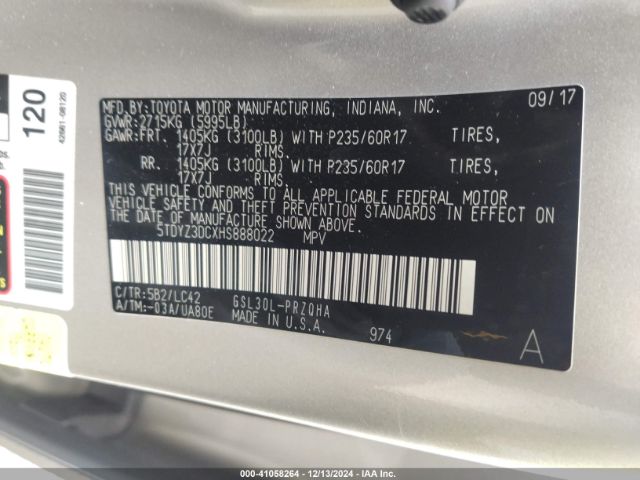 120
42661-08120
MFD.BY:TOYOTA MOTOR MANUFACTURING, INDIANA, INC. 09/17
GVWR:2715KG (5995LB)
GAWR:FRT. 1405KG (3100LB) WITH P235/60R17 TIRES,
17X7J RIMS.
RR. 1405KG (3100LB) WITH P235/60R17 TIRES,
17X7J RIMS.
THIS VEHICLE CONFORMS TO ALL APPLICABLE FEDERAL MOTOR
VEHICLE SAFETY AND THEFT PREVENTION STANDARDS IN EFFECT ON
THE DATE OF MANUFACTURE SHOWN ABOVE.
5TDYZ3DCXHS888022 MPV
C/TR:5B2/LC42 GSL30L-PRZQHA
A/TM:-03A/UA80E MADE IN U.S.A. 974
A
© 41058264 - 12/13/2024 - IAA Inc.